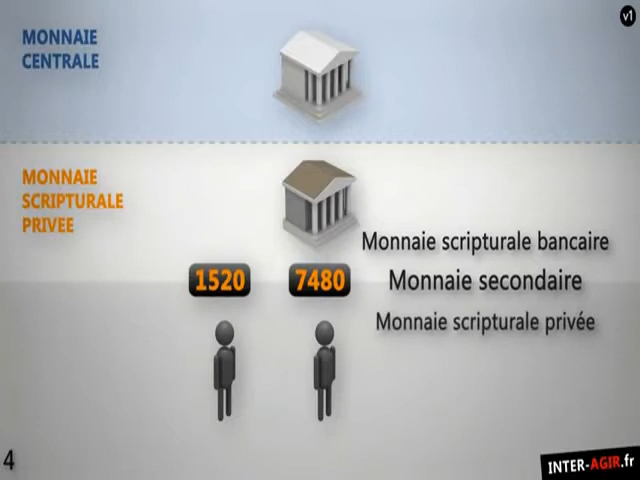 v1
MONNAIE
CENTRALE
MONNAIE
SCRIPTURALE
PRIVEE
Monnaie scripturale bancaire
1520 7480 Monnaie secondaire
Monnaie scripturale privée
4
INTER-AGIR.fr